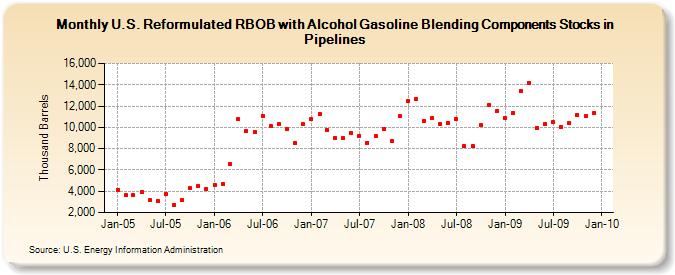 Monthly U.S. Reformulated RBOB with Alcohol Gasoline Blending Components Stocks in
Pipelines
Thousand Barrels
16,000
14,000
12,000
10,000
8,000
6,000
4,000
2,000
Jan-05 Jul-05 Jan-06 Jul-06 Jan-07 Jul-07 Jan-08 Jul-08 Jan-09 Jul-09 Jan-10
Source: U.S. Energy Information Administration